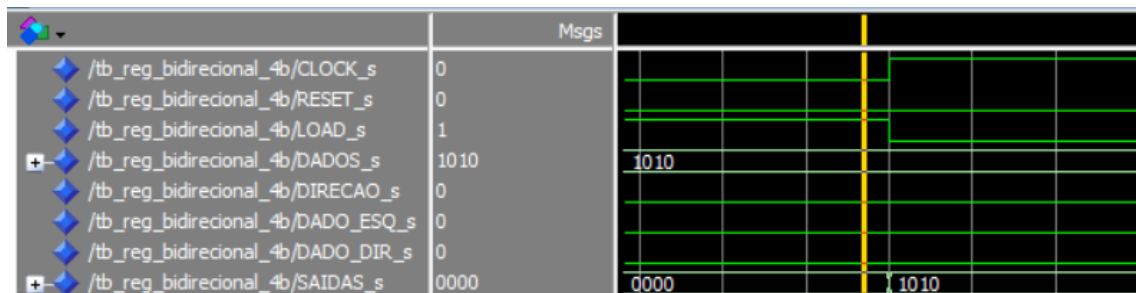 Msgs
/tb_reg_bidirecional_4b/CLOCK_s 0
/tb_reg_bidirecional_4b/RESET_s 0
/tb_reg_bidirecional_4b/LOAD_s 1
/tb_reg_bidirecional_4b/DADOS_s 1010 1010
/tb_reg_bidirecional_4b/DIRECAO_s 0
/tb_reg_bidirecional_4b/DADO_ESQ_s 0
/tb_reg_bidirecional_4b/DADO_DIR_s 0
/tb_reg_bidirecional_4b/SAIDAS_s 0000 0000 1010